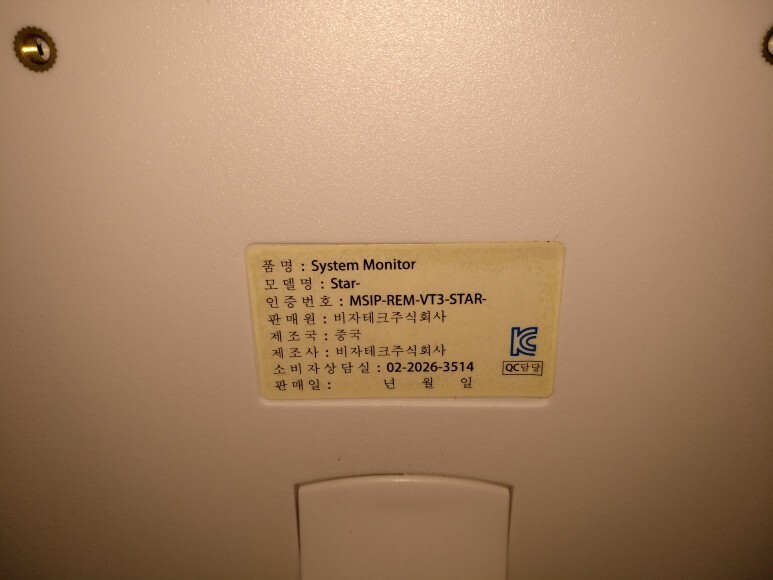 품 명 : System Monitor
모 델 명 : Star-
인 증 번 호 : MSIP-REM-VT3-STAR-
판 매 원 : 비자테크주식회사
제 조 국 : 중국
제 조 사 : 비자테크주식회사
소 비 자 상 담 실 : 02-2026-3514
판 매 일 : 년 월 일
KC
QC담당